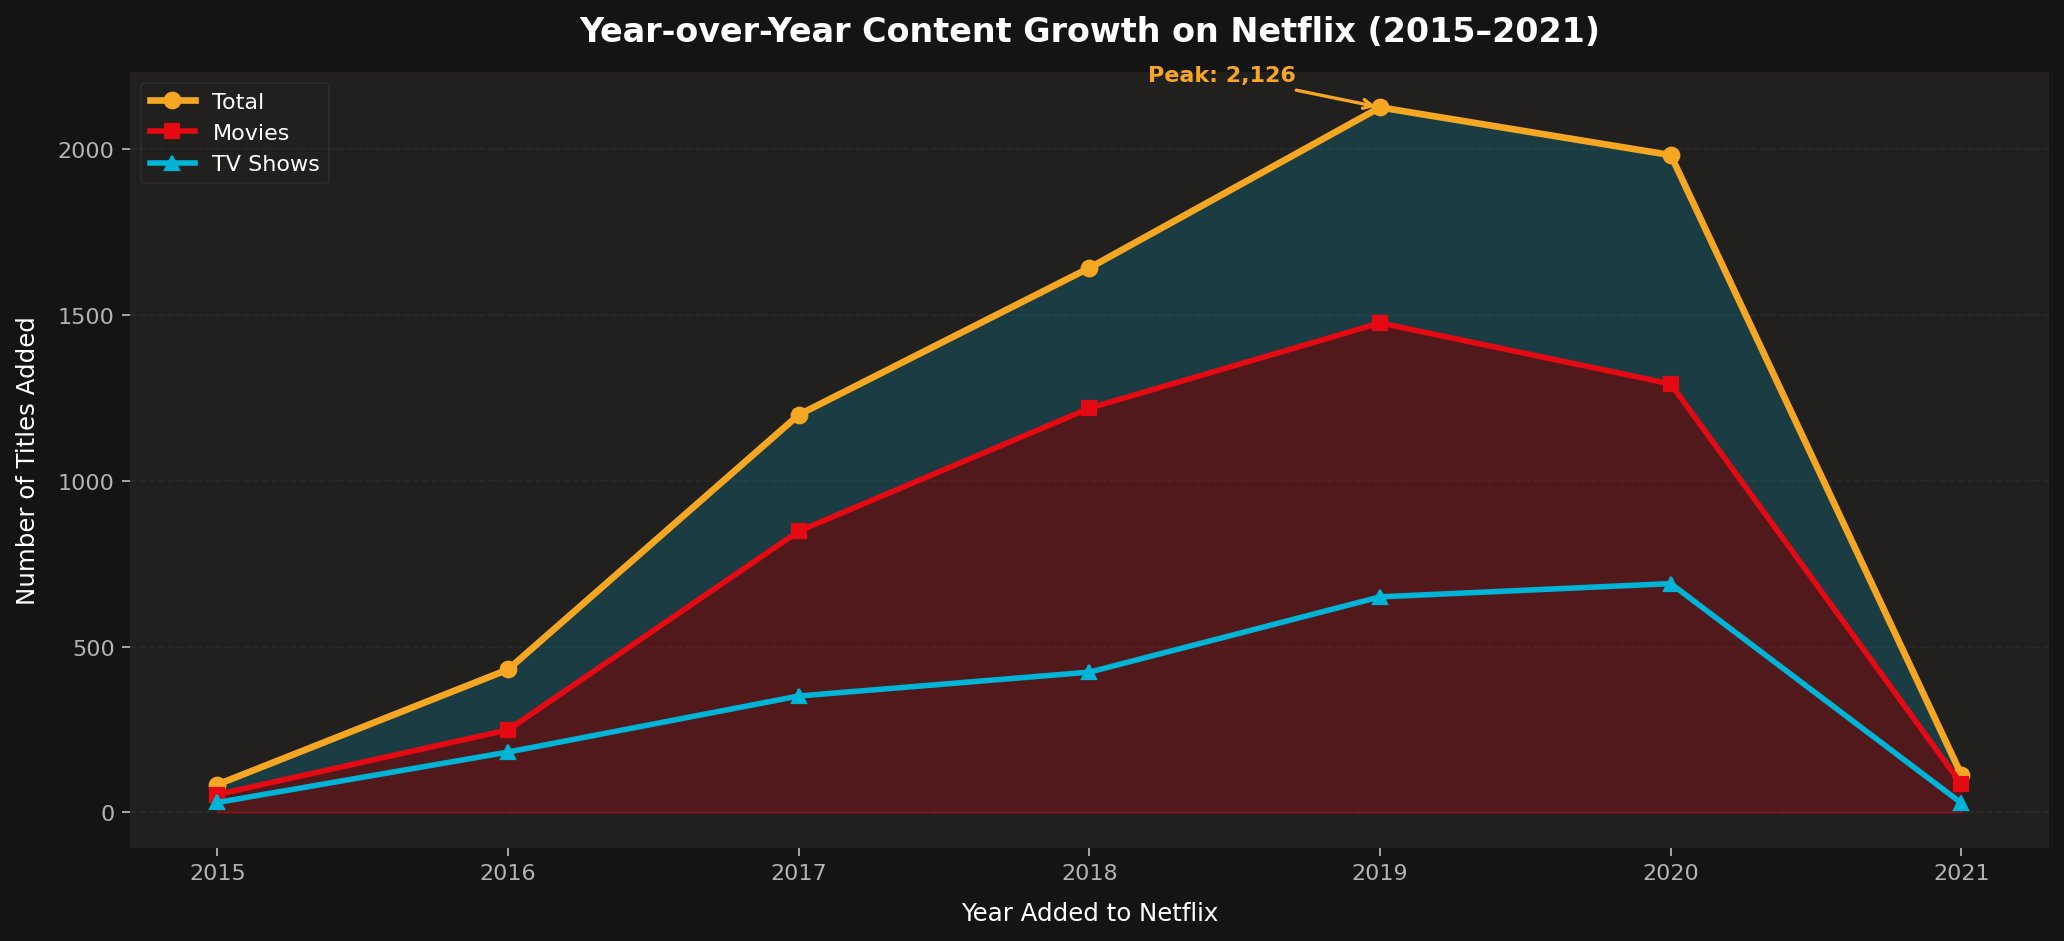 Year-over-Year Content Growth on Netflix (2015–2021)
Peak: 2,126
Total
Movies
TV Shows
Number of Titles Added
2000
1500
1000
500
0
2015 2016 2017 2018 2019 2020 2021
Year Added to Netflix